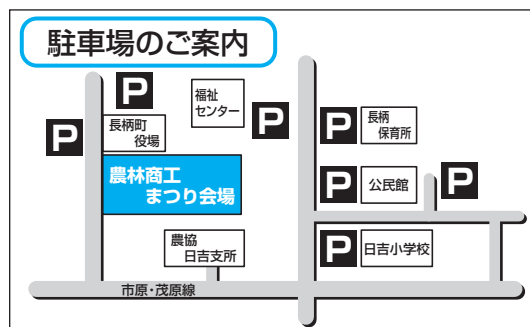 駐車場のご案内
P
福祉
センター
P
長柄町
役場
P
P
長柄
保育所
農林商工
まつり会場
P
公民館
P
農協
日吉支所
P
日吉小学校
市原・茂原線